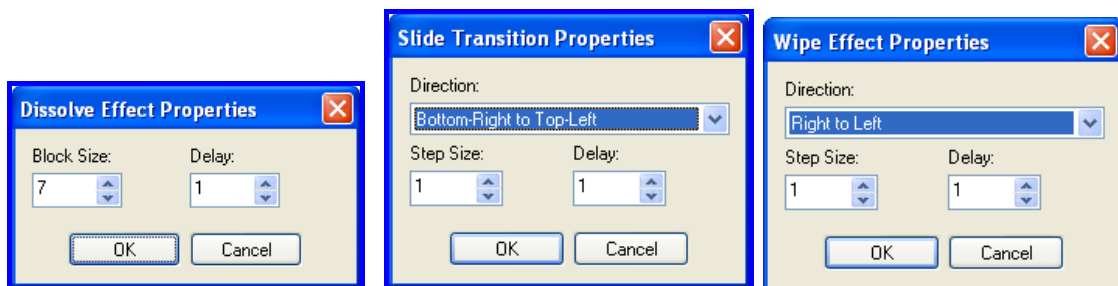 Dissolve Effect Properties
Block Size: Delay:
7 1
OK Cancel
Slide Transition Properties
Direction:
Bottom-Right to Top-Left
Step Size: Delay:
1 1
OK Cancel
Wipe Effect Properties
Direction:
Right to Left
Step Size: Delay:
1 1
OK Cancel